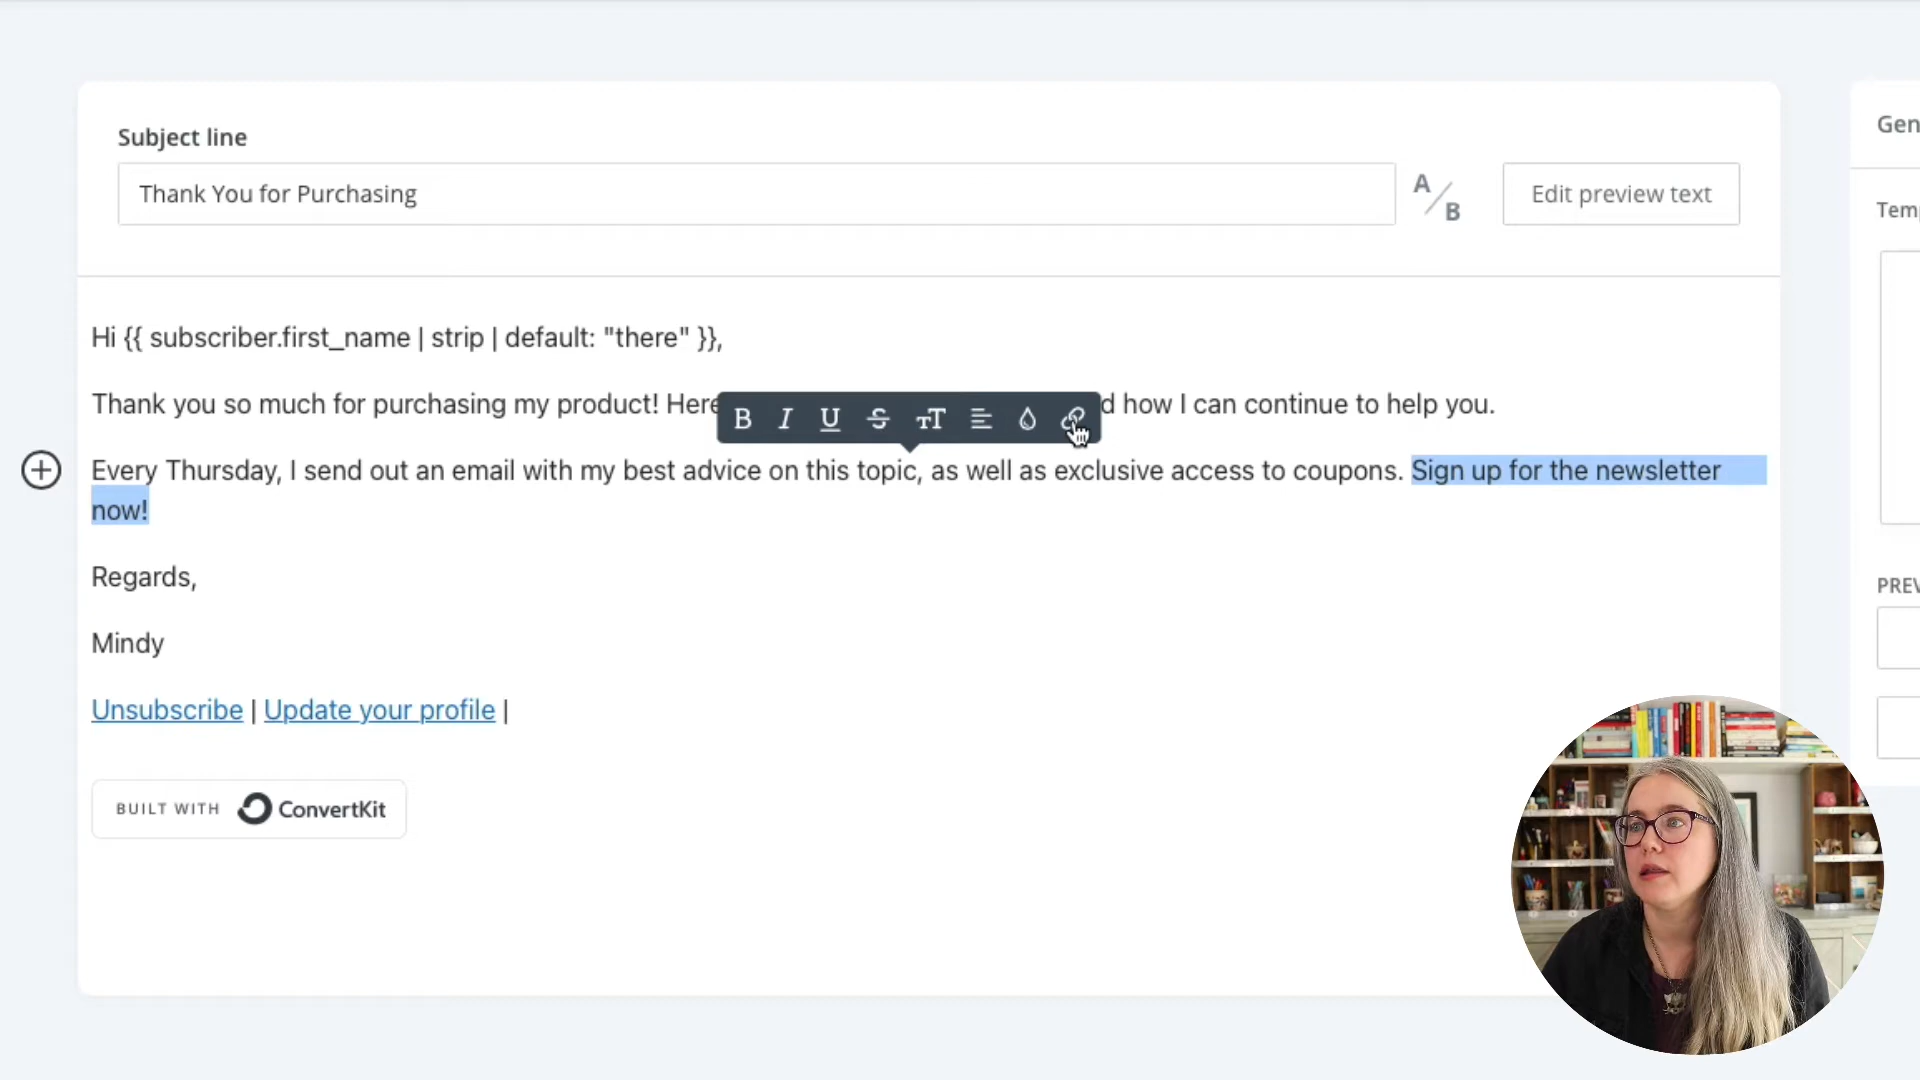 Gen
Subject line
Thank You for Purchasing
A/B
Edit preview text
Temp
Hi {{ subscriber.first_name | strip | default: "there" }},
Thank you so much for purchasing my product! Here d how I can continue to help you.
B I U S TT
Every Thursday, I send out an email with my best advice on this topic, as well as exclusive access to coupons. Sign up for the newsletter
now!
Regards,
PREV
Mindy
Unsubscribe | Update your profile |
BUILT WITH ConvertKit